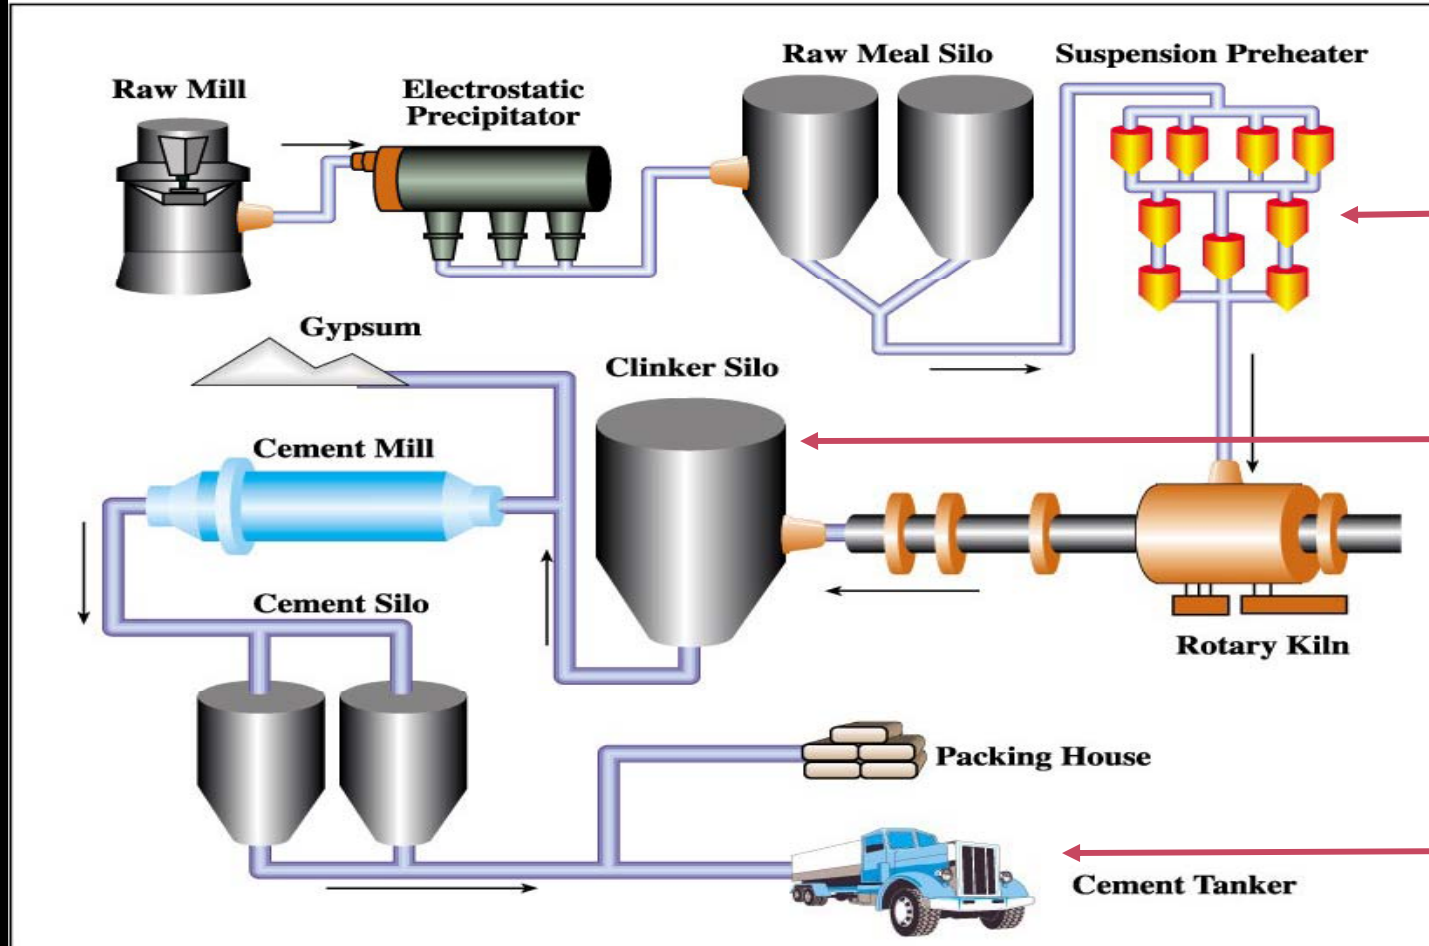 Raw Mill
Electrostatic
Precipitator
Raw Meal Silo
Suspension Preheater
Gypsum
Clinker Silo
Cement Mill
Cement Silo
Rotary Kiln
Packing House
Cement Tanker